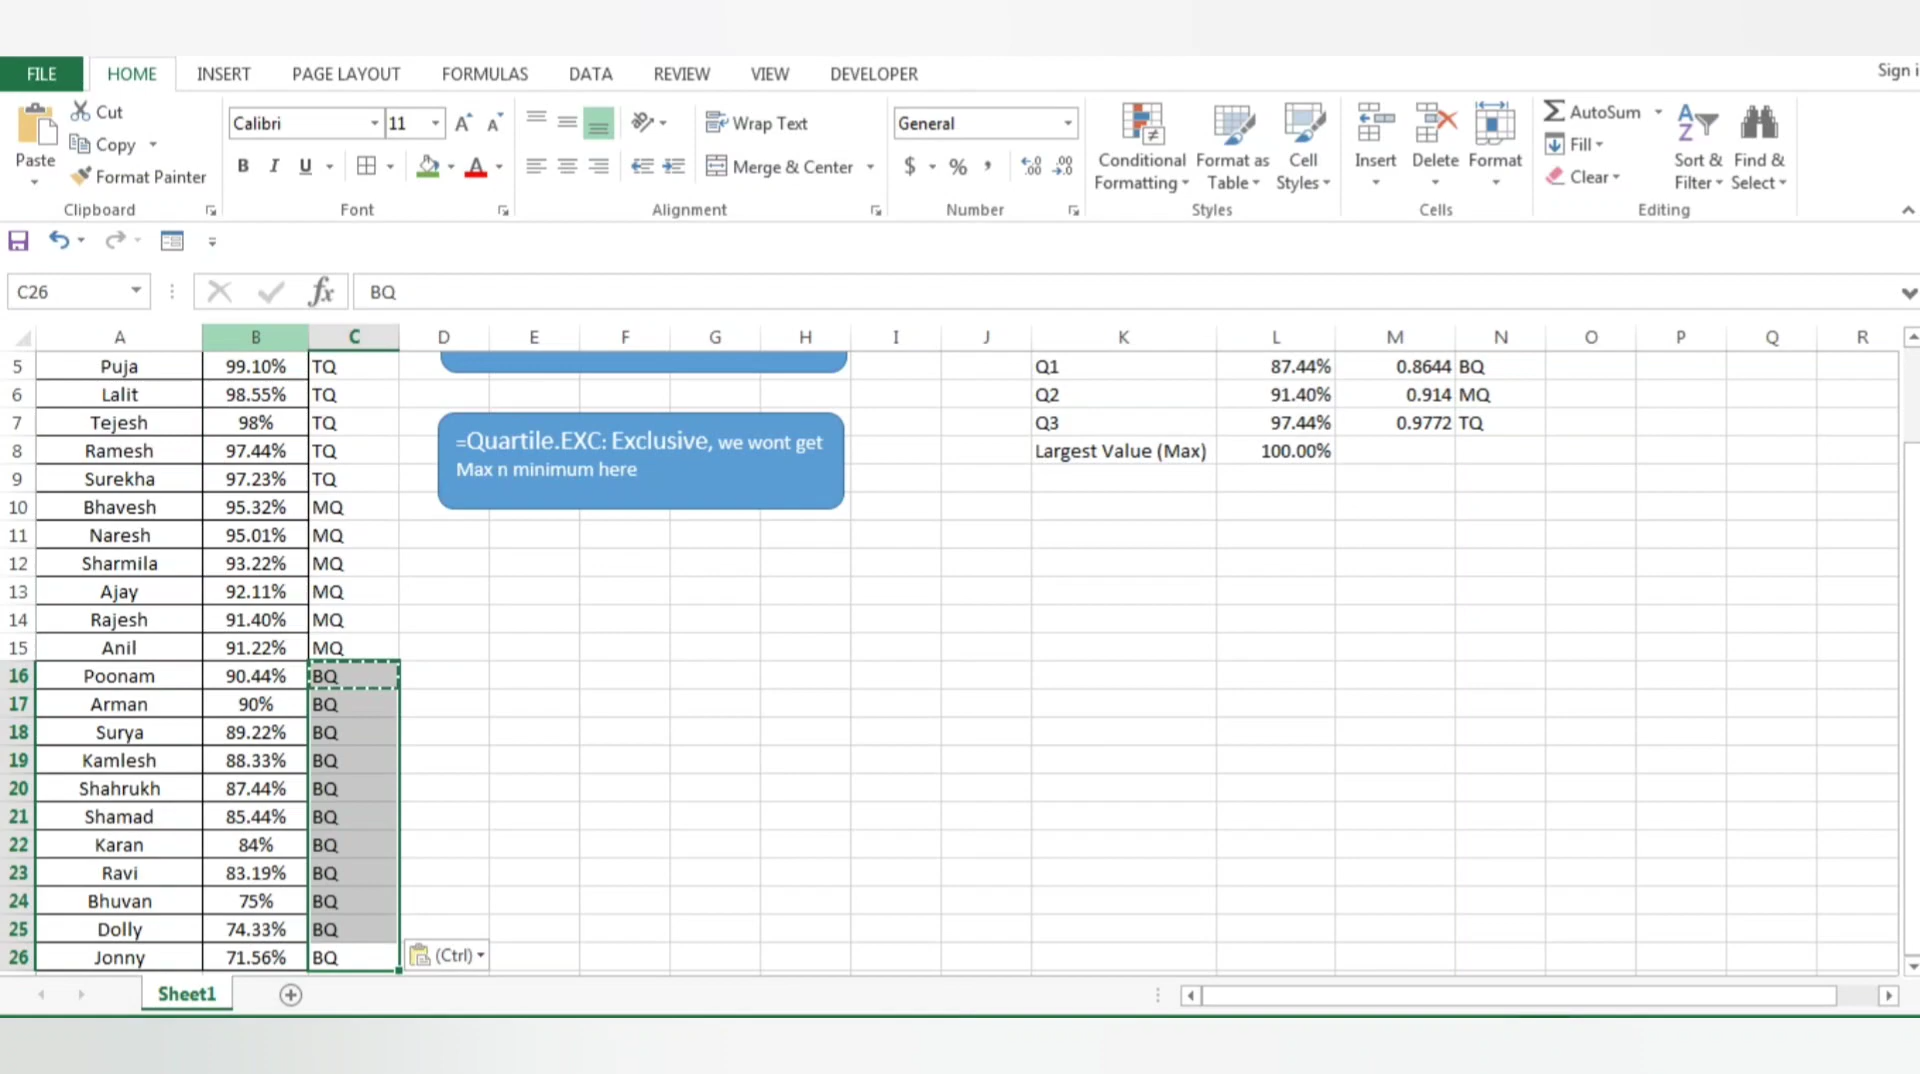 FILE HOME INSERT PAGE LAYOUT FORMULAS DATA REVIEW VIEW DEVELOPER Sign i
Paste
Cut
Copy
Format Painter
Clipboard
Calibri 11
B I U A
Font
Wrap Text
Merge & Center
Alignment
General
$ % ,
Number
Conditional Formatting
Format as Table
Cell Styles
Styles
Insert Delete Format
Cells
AutoSum
Fill
Clear
Sort & Filter
Find & Select
Editing
C26 fx BQ
A B C D E F G H I J K L M N O P Q R
5 Puja 99.10% TQ Q1 87.44% 0.8644 BQ
6 Lalit 98.55% TQ Q2 91.40% 0.914 MQ
7 Tejesh 98% TQ Q3 97.44% 0.9772 TQ
8 Ramesh 97.44% TQ Largest Value (Max) 100.00%
9 Surekha 97.23% TQ
10 Bhavesh 95.32% MQ
11 Naresh 95.01% MQ
12 Sharmila 93.22% MQ
13 Ajay 92.11% MQ
14 Rajesh 91.40% MQ
15 Anil 91.22% MQ
16 Poonam 90.44% BQ
17 Arman 90% BQ
18 Surya 89.22% BQ
19 Kamlesh 88.33% BQ
20 Shahrukh 87.44% BQ
21 Shamad 85.44% BQ
22 Karan 84% BQ
23 Ravi 83.19% BQ
24 Bhuvan 75% BQ
25 Dolly 74.33% BQ
26 Jonny 71.56% BQ
=Quartile.EXC: Exclusive, we wont get
Max n minimum here
(Ctrl)
Sheet1